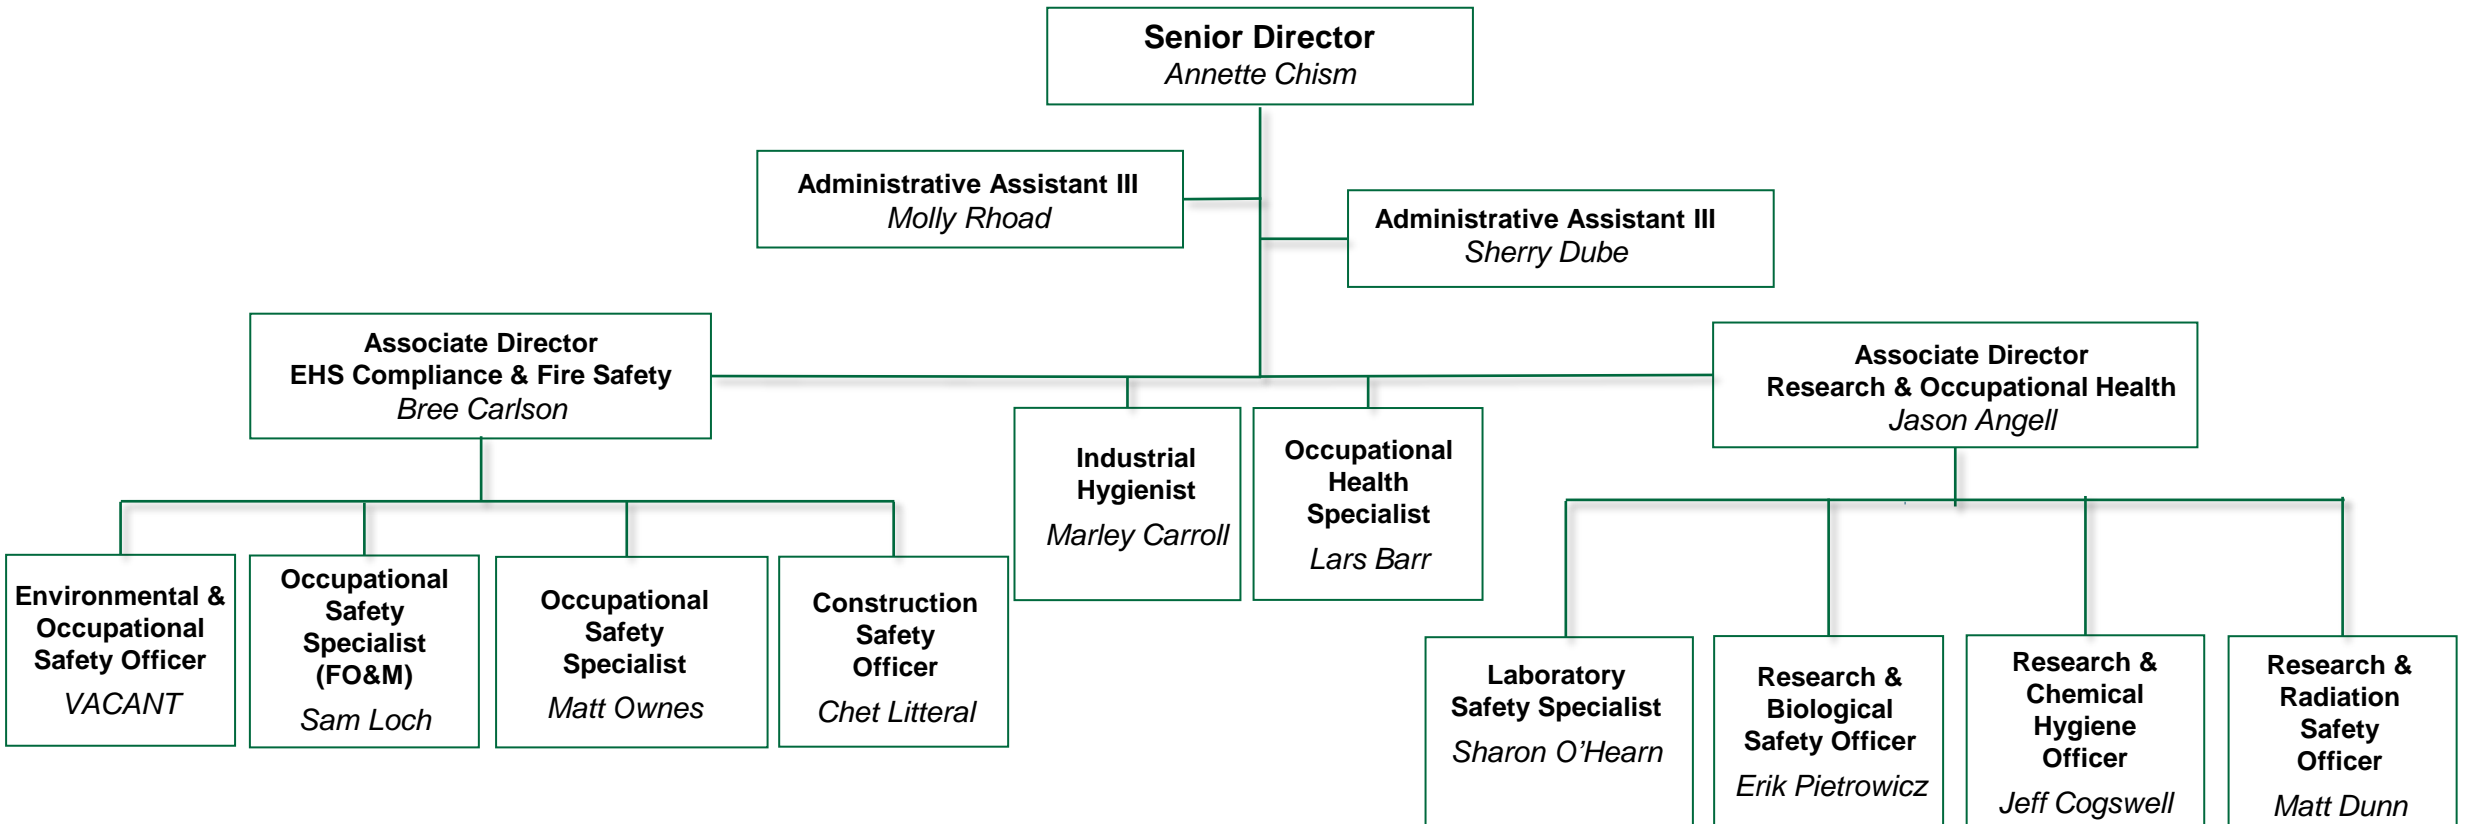 Senior Director
Annette Chism
Administrative Assistant III
Molly Rhoad
Administrative Assistant III
Sherry Dube
Associate Director
EHS Compliance & Fire Safety
Bree Carlson
Associate Director
Research & Occupational Health
Jason Angell
Industrial
Hygienist
Marley Carroll
Occupational
Health
Specialist
Lars Barr
Environmental &
Occupational
Safety Officer
VACANT
Occupational
Safety
Specialist
(FO&M)
Sam Loch
Occupational
Safety
Specialist
Matt Ownes
Construction
Safety
Officer
Chet Litteral
Laboratory
Safety Specialist
Sharon O’Hearn
Research &
Biological
Safety Officer
Erik Pietrowicz
Research &
Chemical
Hygiene
Officer
Jeff Cogswell
Research &
Radiation
Safety
Officer
Matt Dunn